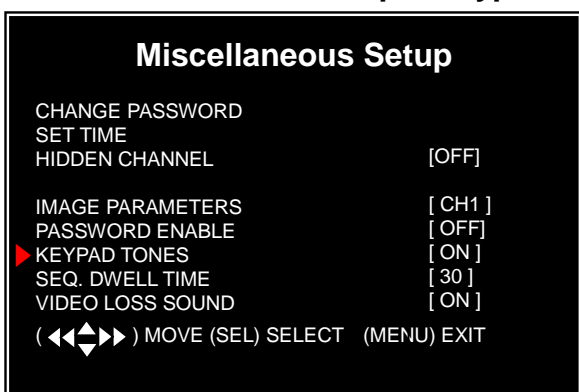 Miscellaneous Setup
CHANGE PASSWORD
SET TIME
HIDDEN CHANNEL [OFF]
IMAGE PARAMETERS [ CH1 ]
PASSWORD ENABLE [ OFF]
KEYPAD TONES [ ON ]
SEQ. DWELL TIME [ 30 ]
VIDEO LOSS SOUND [ ON ]
( ◀◀▲▼▶▶ ) MOVE (SEL) SELECT (MENU) EXIT